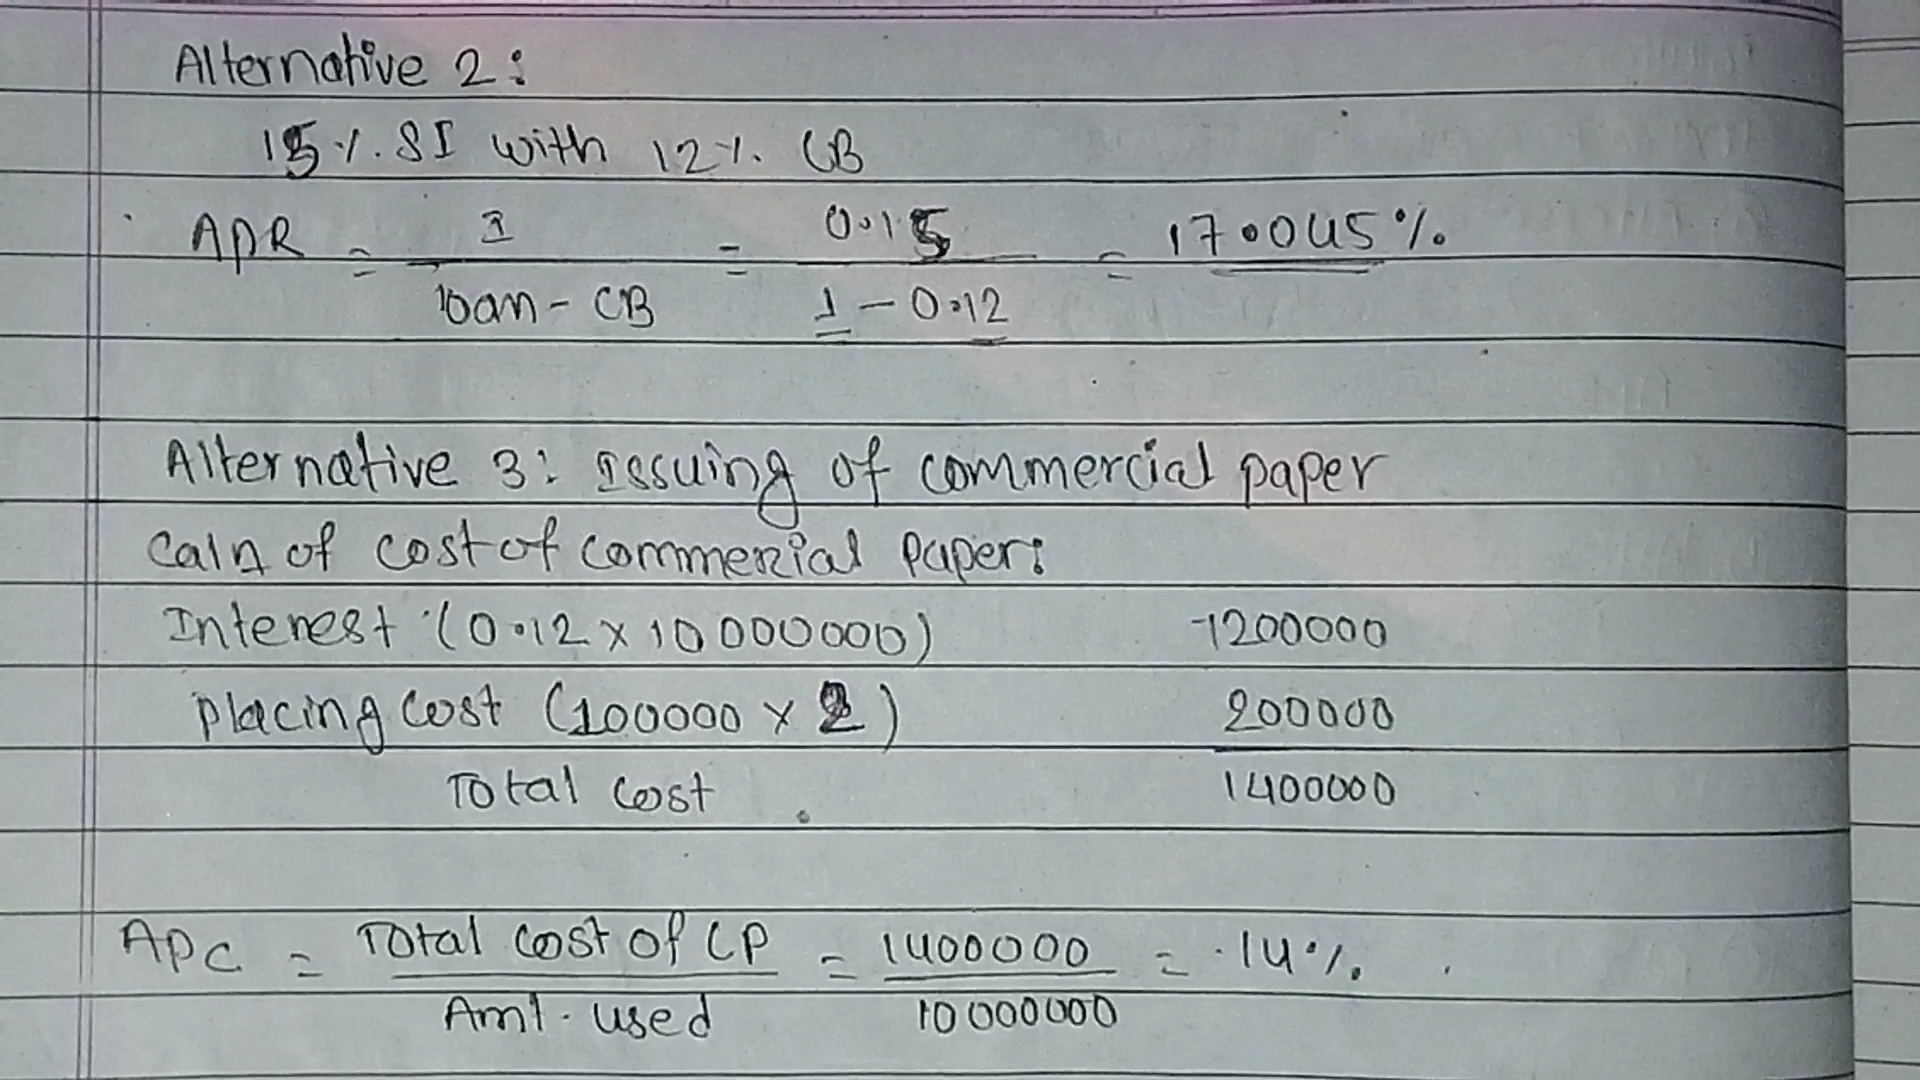 Alternative 2:
15%. SI with 12%. CB
APR = I / loan - CB = 0.15 / 1 - 0.12 = 17.045%.
Alternative 3: Issuing of commercial paper
Caln of cost of commercial paper:
Interest (0.12 x 10000000) 1200000
Placing cost (100000 x 2) 200000
Total cost 1400000
APC = Total cost of CP / Amt. used = 1400000 / 10000000 = 14%.